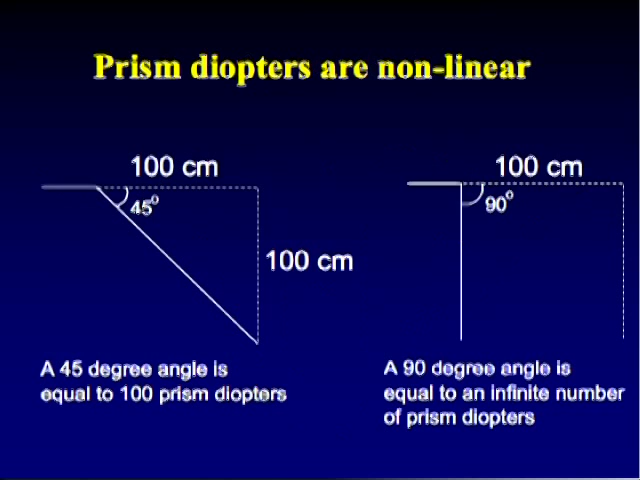 Prism diopters are non-linear
100 cm
45°
100 cm
A 45 degree angle is
equal to 100 prism diopters
100 cm
90°
A 90 degree angle is
equal to an infinite number
of prism diopters